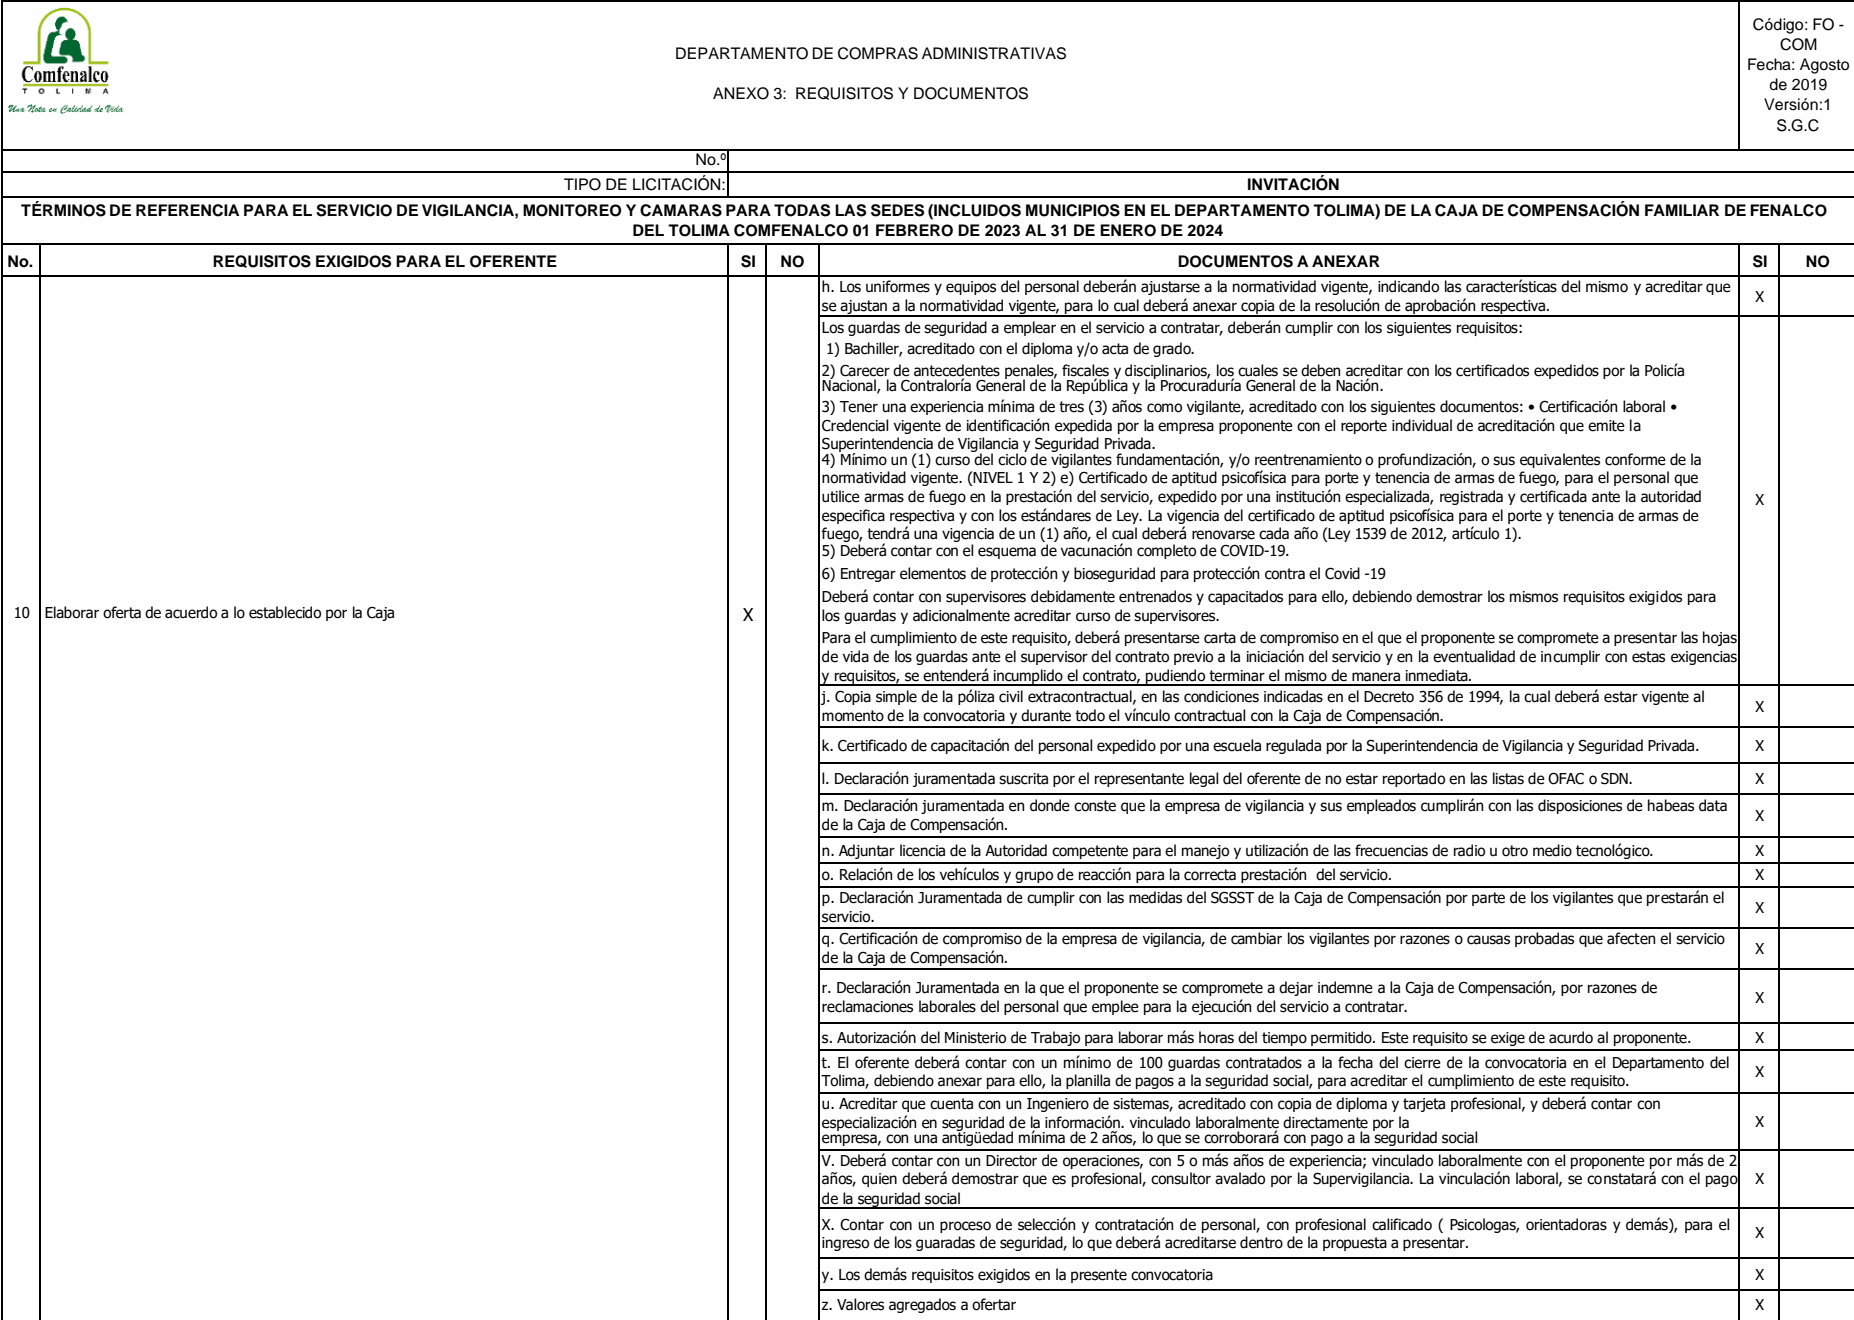 Comfenalco
TOLIMA
Una Nota en Calidad de Vida
DEPARTAMENTO DE COMPRAS ADMINISTRATIVAS
ANEXO 3: REQUISITOS Y DOCUMENTOS
Código: FO -
COM
Fecha: Agosto
de 2019
Versión:1
S.G.C
No.º
TIPO DE LICITACIÓN: INVITACIÓN
TÉRMINOS DE REFERENCIA PARA EL SERVICIO DE VIGILANCIA, MONITOREO Y CAMARAS PARA TODAS LAS SEDES (INCLUIDOS MUNICIPIOS EN EL DEPARTAMENTO TOLIMA) DE LA CAJA DE COMPENSACIÓN FAMILIAR DE FENALCO
DEL TOLIMA COMFENALCO 01 FEBRERO DE 2023 AL 31 DE ENERO DE 2024
No. REQUISITOS EXIGIDOS PARA EL OFERENTE SI NO DOCUMENTOS A ANEXAR SI NO
10 Elaborar oferta de acuerdo a lo establecido por la Caja X
h. Los uniformes y equipos del personal deberán ajustarse a la normatividad vigente, indicando las características del mismo y acreditar que
se ajustan a la normatividad vigente, para lo cual deberá anexar copia de la resolución de aprobación respectiva. X
Los guardas de seguridad a emplear en el servicio a contratar, deberán cumplir con los siguientes requisitos:
1) Bachiller, acreditado con el diploma y/o acta de grado.
2) Carecer de antecedentes penales, fiscales y disciplinarios, los cuales se deben acreditar con los certificados expedidos por la Policía
Nacional, la Contraloría General de la República y la Procuraduría General de la Nación.
3) Tener una experiencia mínima de tres (3) años como vigilante, acreditado con los siguientes documentos: • Certificación laboral •
Credencial vigente de identificación expedida por la empresa proponente con el reporte individual de acreditación que emite la
Superintendencia de Vigilancia y Seguridad Privada.
4) Mínimo un (1) curso del ciclo de vigilantes fundamentación, y/o reentrenamiento o profundización, o sus equivalentes conforme de la
normatividad vigente. (NIVEL 1 Y 2) e) Certificado de aptitud psicofísica para porte y tenencia de armas de fuego, para el personal que
utilice armas de fuego en la prestación del servicio, expedido por una institución especializada, registrada y certificada ante la autoridad
especifica respectiva y con los estándares de Ley. La vigencia del certificado de aptitud psicofísica para el porte y tenencia de armas de
fuego, tendrá una vigencia de un (1) año, el cual deberá renovarse cada año (Ley 1539 de 2012, artículo 1).
5) Deberá contar con el esquema de vacunación completo de COVID-19.
6) Entregar elementos de protección y bioseguridad para protección contra el Covid -19
Deberá contar con supervisores debidamente entrenados y capacitados para ello, debiendo demostrar los mismos requisitos exigidos para
los guardas y adicionalmente acreditar curso de supervisores.
Para el cumplimiento de este requisito, deberá presentarse carta de compromiso en el que el proponente se compromete a presentar las hojas
de vida de los guardas ante el supervisor del contrato previo a la iniciación del servicio y en la eventualidad de incumplir con estas exigencias
y requisitos, se entenderá incumplido el contrato, pudiendo terminar el mismo de manera inmediata. X
j. Copia simple de la póliza civil extracontractual, en las condiciones indicadas en el Decreto 356 de 1994, la cual deberá estar vigente al
momento de la convocatoria y durante todo el vínculo contractual con la Caja de Compensación. X
k. Certificado de capacitación del personal expedido por una escuela regulada por la Superintendencia de Vigilancia y Seguridad Privada. X
l. Declaración juramentada suscrita por el representante legal del oferente de no estar reportado en las listas de OFAC o SDN. X
m. Declaración juramentada en donde conste que la empresa de vigilancia y sus empleados cumplirán con las disposiciones de habeas data
de la Caja de Compensación. X
n. Adjuntar licencia de la Autoridad competente para el manejo y utilización de las frecuencias de radio u otro medio tecnológico. X
o. Relación de los vehículos y grupo de reacción para la correcta prestación del servicio. X
p. Declaración Juramentada de cumplir con las medidas del SGSST de la Caja de Compensación por parte de los vigilantes que prestarán el
servicio. X
q. Certificación de compromiso de la empresa de vigilancia, de cambiar los vigilantes por razones o causas probadas que afecten el servicio
de la Caja de Compensación. X
r. Declaración Juramentada en la que el proponente se compromete a dejar indemne a la Caja de Compensación, por razones de
reclamaciones laborales del personal que emplee para la ejecución del servicio a contratar. X
s. Autorización del Ministerio de Trabajo para laborar más horas del tiempo permitido. Este requisito se exige de acurdo al proponente. X
t. El oferente deberá contar con un mínimo de 100 guardas contratados a la fecha del cierre de la convocatoria en el Departamento del
Tolima, debiendo anexar para ello, la planilla de pagos a la seguridad social, para acreditar el cumplimiento de este requisito. X
u. Acreditar que cuenta con un Ingeniero de sistemas, acreditado con copia de diploma y tarjeta profesional, y deberá contar con
especialización en seguridad de la información. vinculado laboralmente directamente por la
empresa, con una antigüedad mínima de 2 años, lo que se corroborará con pago a la seguridad social X
V. Deberá contar con un Director de operaciones, con 5 o más años de experiencia; vinculado laboralmente con el proponente por más de 2
años, quien deberá demostrar que es profesional, consultor avalado por la Supervigilancia. La vinculación laboral, se constatará con el pago
de la seguridad social X
X. Contar con un proceso de selección y contratación de personal, con profesional calificado ( Psicologas, orientadoras y demás), para el
ingreso de los guaradas de seguridad, lo que deberá acreditarse dentro de la propuesta a presentar. X
y. Los demás requisitos exigidos en la presente convocatoria X
z. Valores agregados a ofertar X